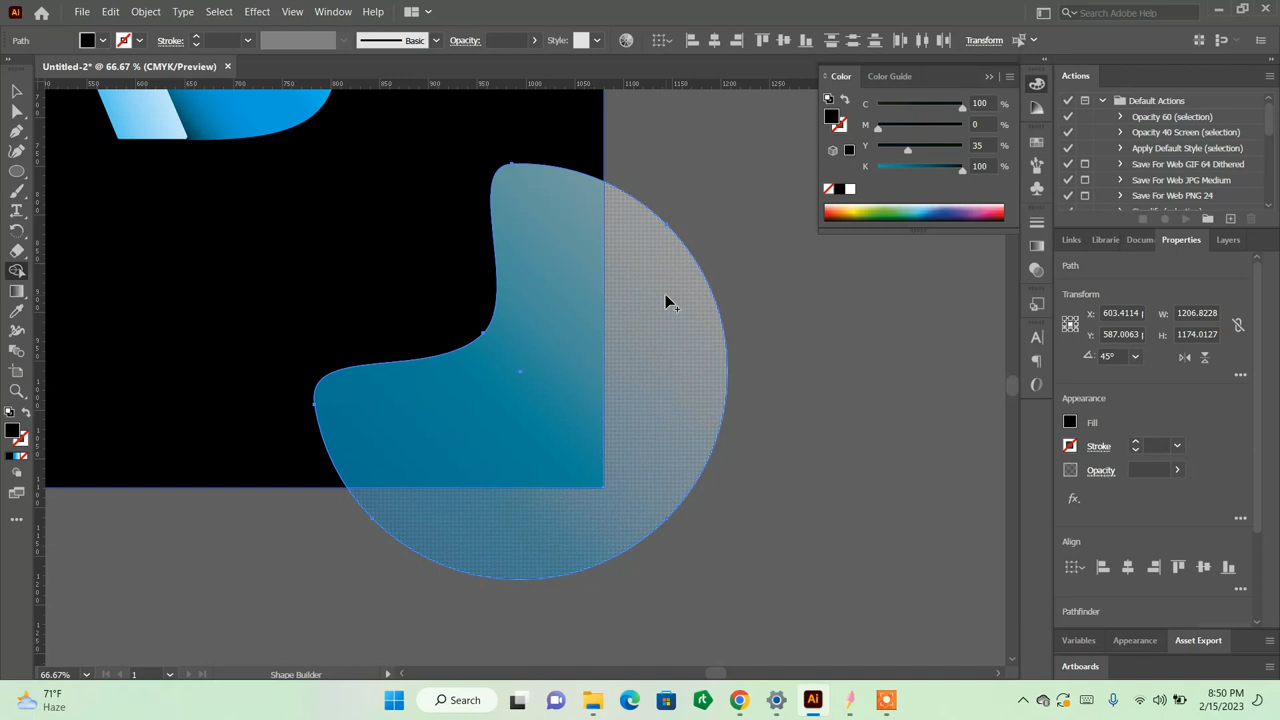 Ai File Edit Object Type Select Effect View Window Help Search Adobe Help
Path Stroke: Basic Opacity: Style: Transform
Untitled-2* @ 66.67 % (CMYK/Preview) ×
Color Color Guide
C 100 %
M 0 %
Y 35 %
K 100 %
Actions
Default Actions
Opacity 60 (selection)
Opacity 40 Screen (selection)
Apply Default Style (selection)
Save For Web GIF 64 Dithered
Save For Web JPG Medium
Save For Web PNG 24
Links Librarie Docum Properties Layers
Path
Transform
X: 603.4114 p W: 1206.8228
Y: 587.0063 p H: 1174.0127
45°
Appearance
Fill
Stroke
Opacity
fx.
Align
Pathfinder
Variables Appearance Asset Export
Artboards
66.67% 1 Shape Builder
71°F
Haze
Search
8:50 PM
2/15/2023